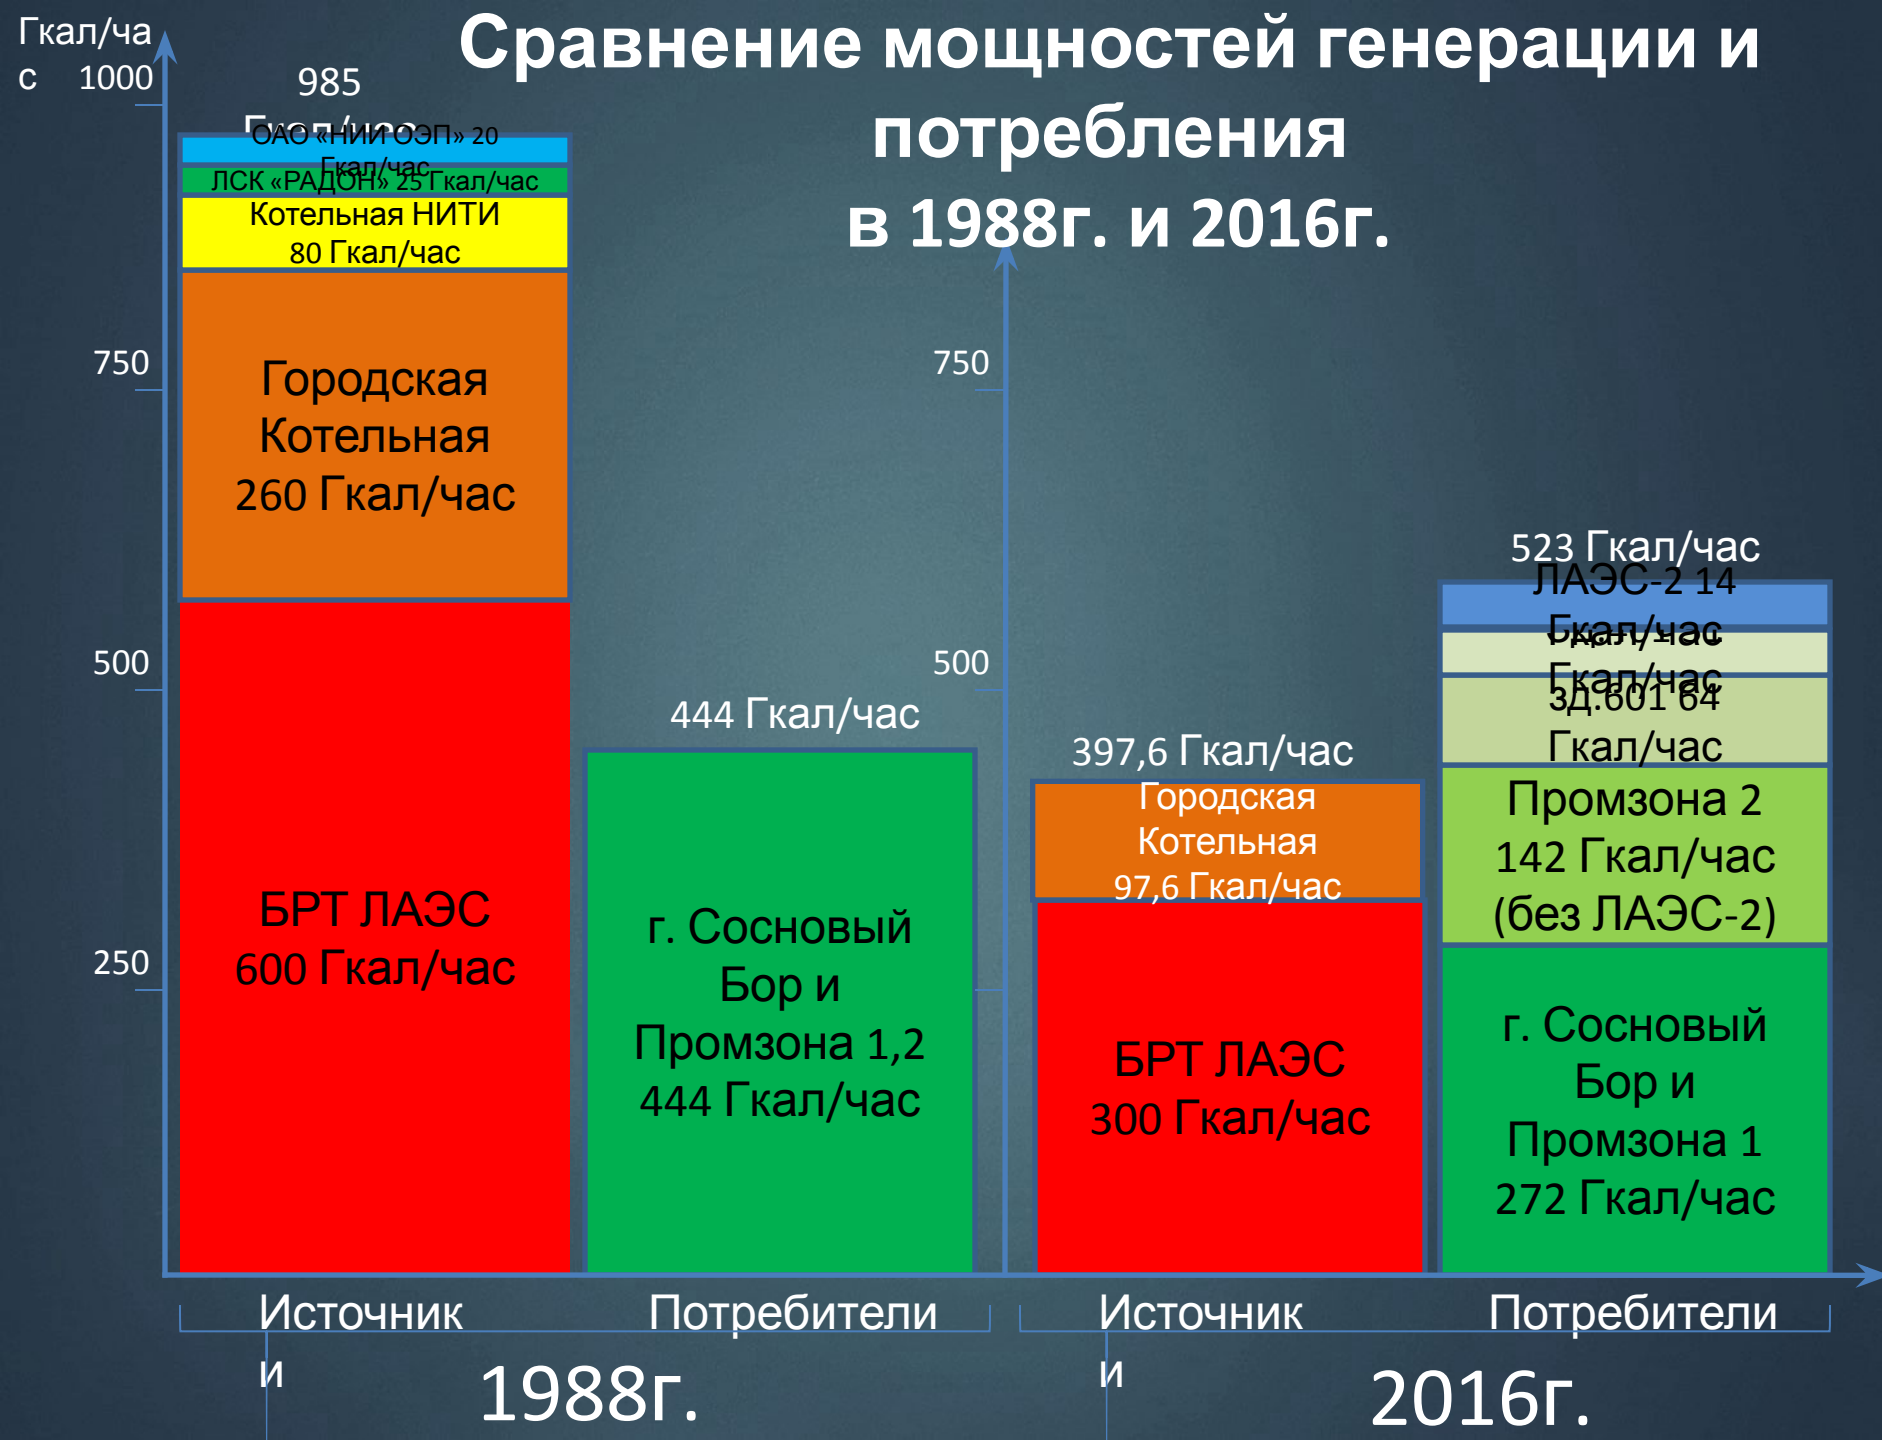 Гкал/ча
с
1000
750
500
250
Сравнение мощностей генерации и
потребления
в 1988г. и 2016г.
985
Гкал/час
ОАО «НИИ ОЭП» 20
Гкал/час
ЛСК «РАДОН» 25 Гкал/час
Котельная НИТИ
80 Гкал/час
Городская
Котельная
260 Гкал/час
БРТ ЛАЭС
600 Гкал/час
444 Гкал/час
г. Сосновый
Бор и
Промзона 1,2
444 Гкал/час
750
500
397,6 Гкал/час
Городская
Котельная
97,6 Гкал/час
БРТ ЛАЭС
300 Гкал/час
523 Гкал/час
ЛАЭС-2 14
Гкал/час
Гкал/час
зд.601 64
Гкал/час
Промзона 2
142 Гкал/час
(без ЛАЭС-2)
г. Сосновый
Бор и
Промзона 1
272 Гкал/час
Источник
и
Потребители
Источник
и
Потребители
1988г.
2016г.